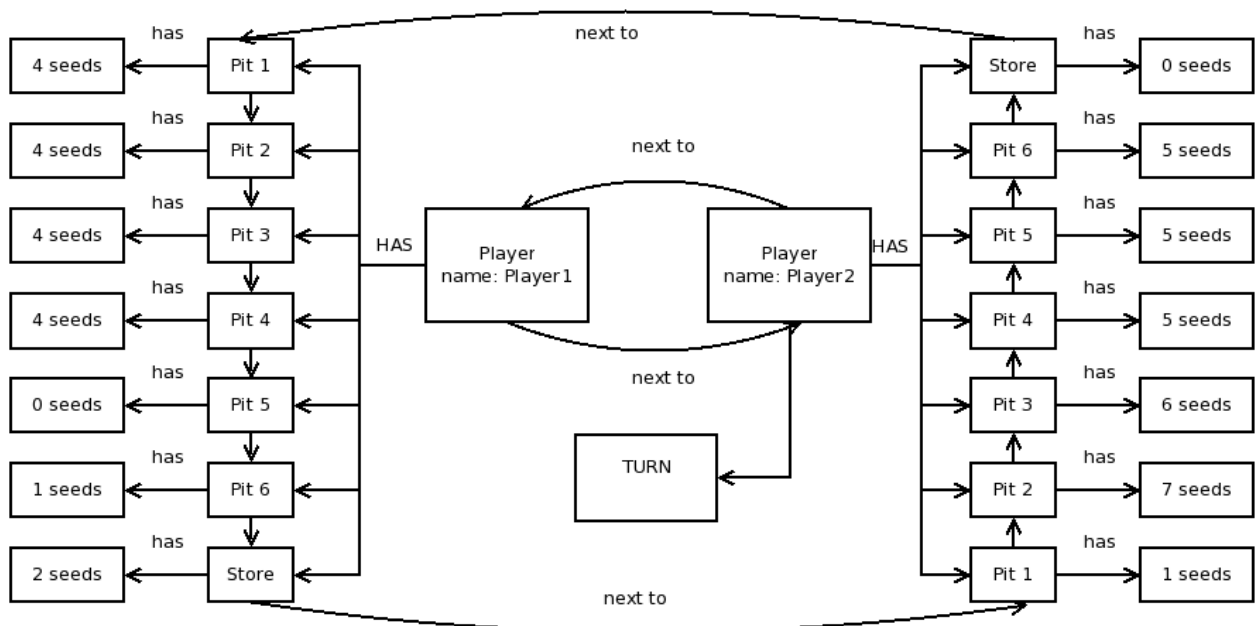 has
next to
has
4 seeds
Pit 1
Store
0 seeds
has
next to
has
4 seeds
Pit 2
Pit 6
5 seeds
has
has
4 seeds
Pit 3
HAS
Player
name: Player1
Player
name: Player2
HAS
Pit 5
5 seeds
has
has
4 seeds
Pit 4
Pit 4
5 seeds
has
next to
has
0 seeds
Pit 5
Pit 3
6 seeds
has
TURN
has
1 seeds
Pit 6
Pit 2
7 seeds
has
has
2 seeds
Store
Pit 1
1 seeds
next to